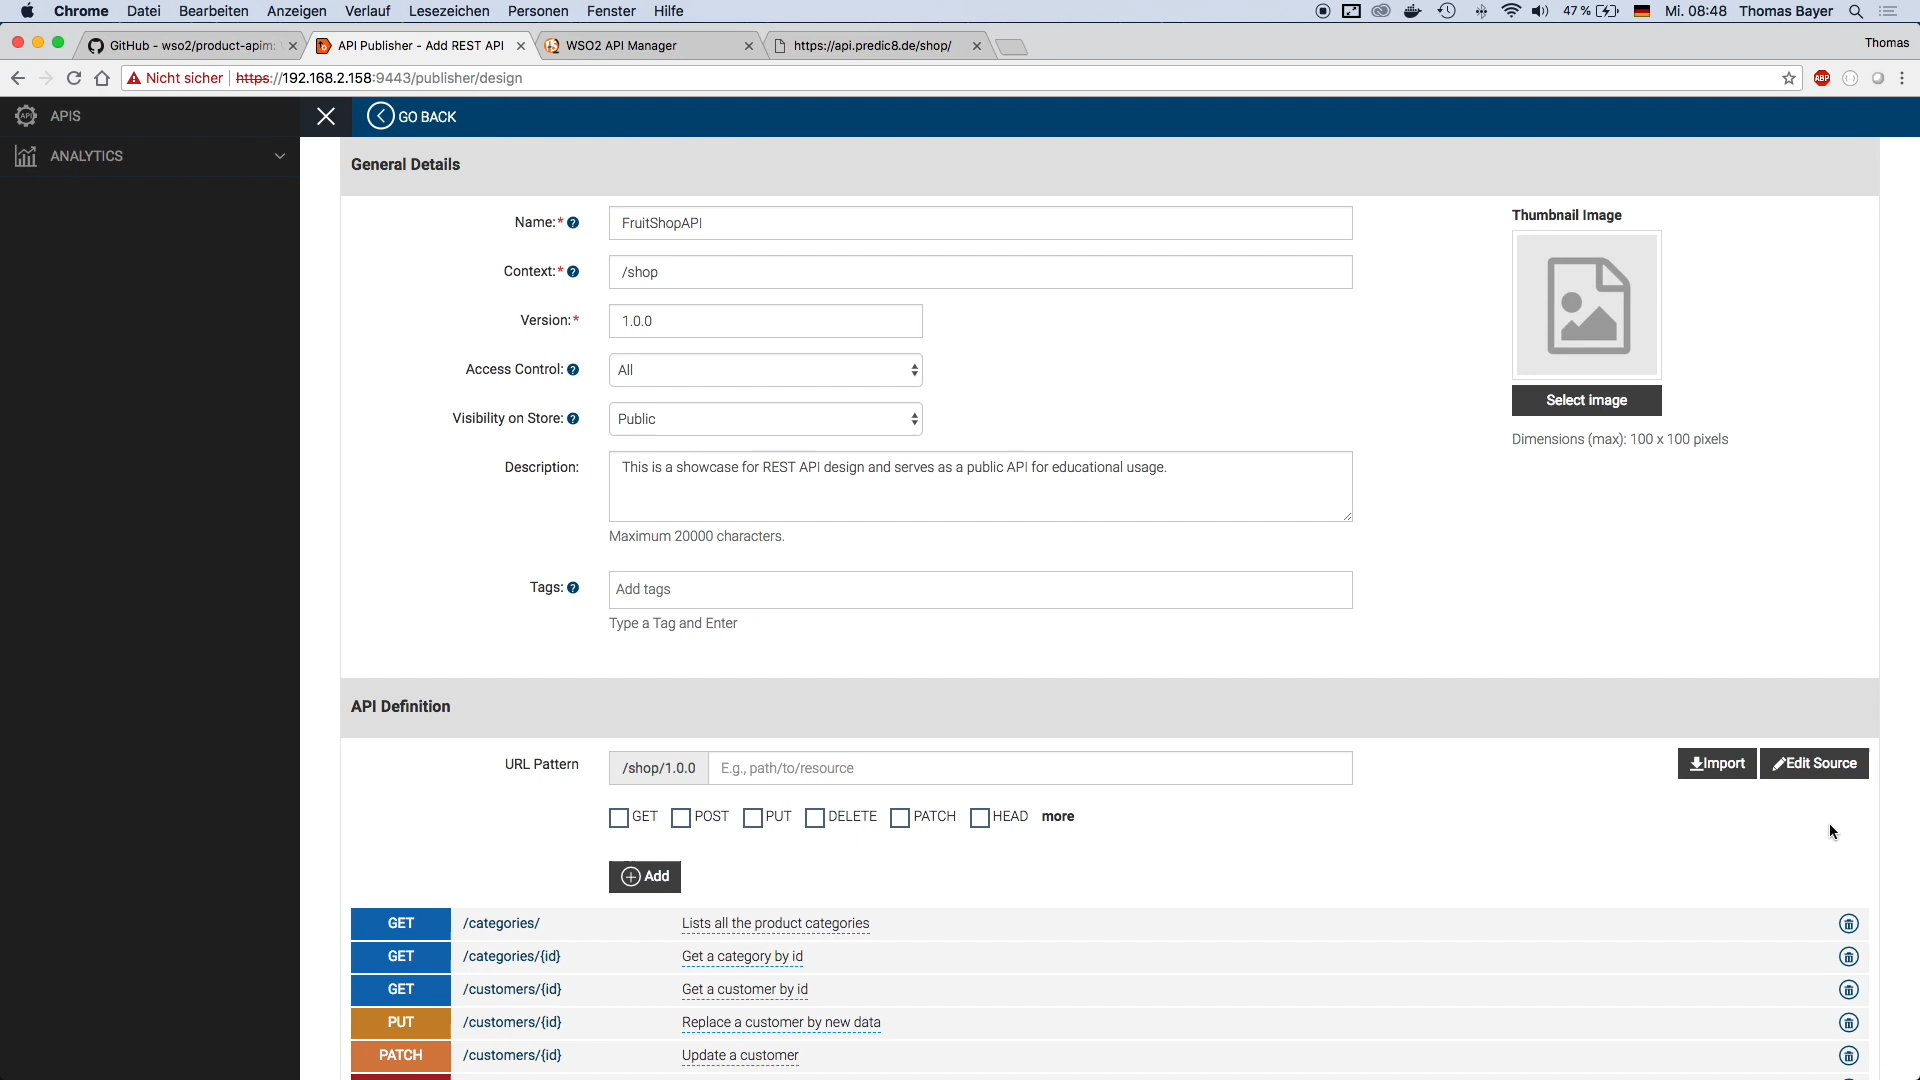 Chrome Datei Bearbeiten Anzeigen Verlauf Lesezeichen Personen Fenster Hilfe 47 % Mi. 08:48 Thomas Bayer
GitHub - wso2/product-apim: API Publisher - Add REST API WSO2 API Manager https://api.predic8.de/shop/ Thomas
Nicht sicher https://192.168.2.158:9443/publisher/design ABP
APIS
GO BACK
ANALYTICS
General Details
Name:* FruitShopAPI
Thumbnail Image
Context:* /shop
Version:* 1.0.0
Access Control: All
Select image
Visibility on Store: Public
Dimensions (max): 100 x 100 pixels
Description: This is a showcase for REST API design and serves as a public API for educational usage.
Maximum 20000 characters.
Tags: Add tags
Type a Tag and Enter
API Definition
URL Pattern /shop/1.0.0 E.g., path/to/resource Import Edit Source
GET POST PUT DELETE PATCH HEAD more
Add
GET /categories/ Lists all the product categories
GET /categories/{id} Get a category by id
GET /customers/{id} Get a customer by id
PUT /customers/{id} Replace a customer by new data
PATCH /customers/{id} Update a customer